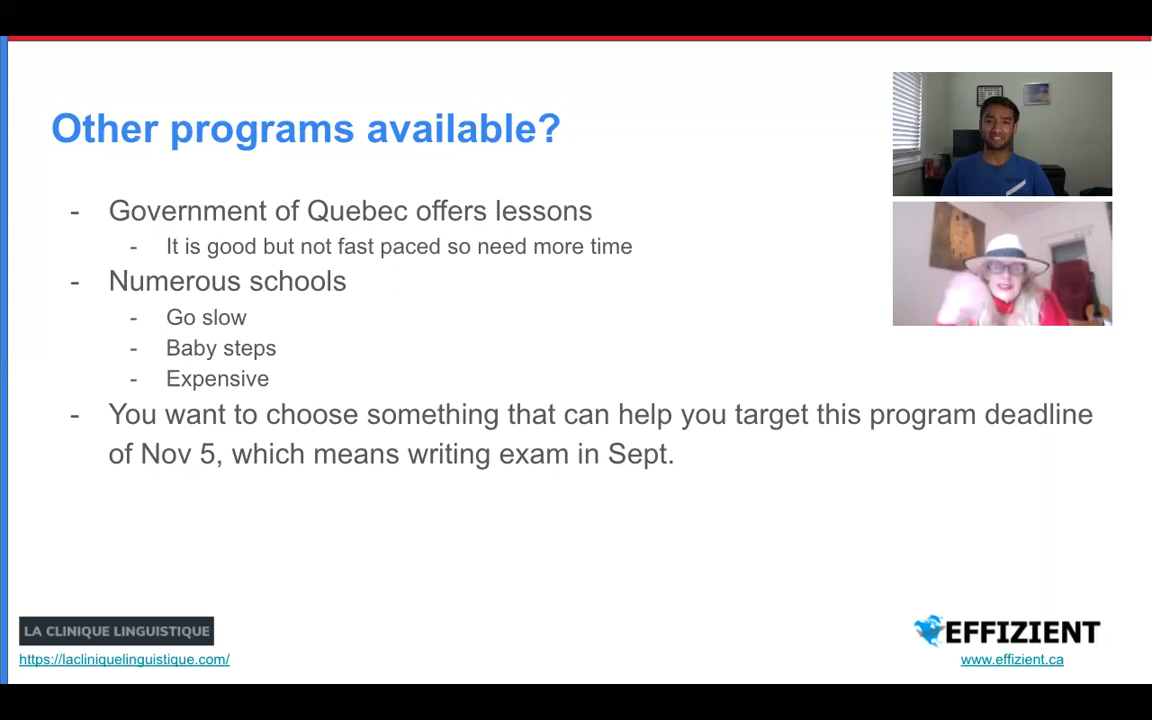 Other programs available?
- Government of Quebec offers lessons
- It is good but not fast paced so need more time
- Numerous schools
- Go slow
- Baby steps
- Expensive
- You want to choose something that can help you target this program deadline
of Nov 5, which means writing exam in Sept.
LA CLINIQUE LINGUISTIQUE
https://lacliniquelinguistique.com/
EFFIZIENT
www.effizient.ca